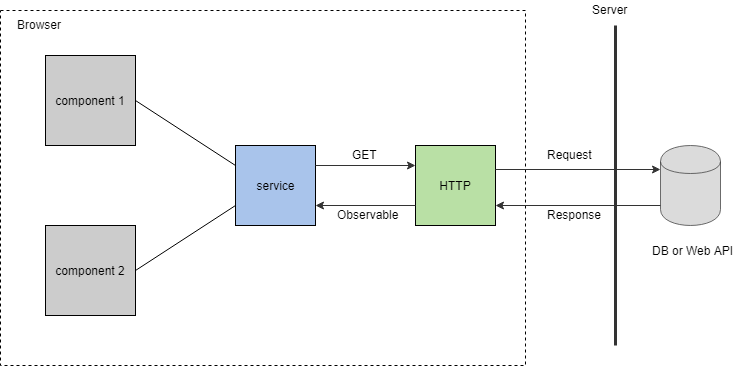 Server
Browser
component 1
GET
Request
service
HTTP
Observable
Response
DB or Web API
component 2